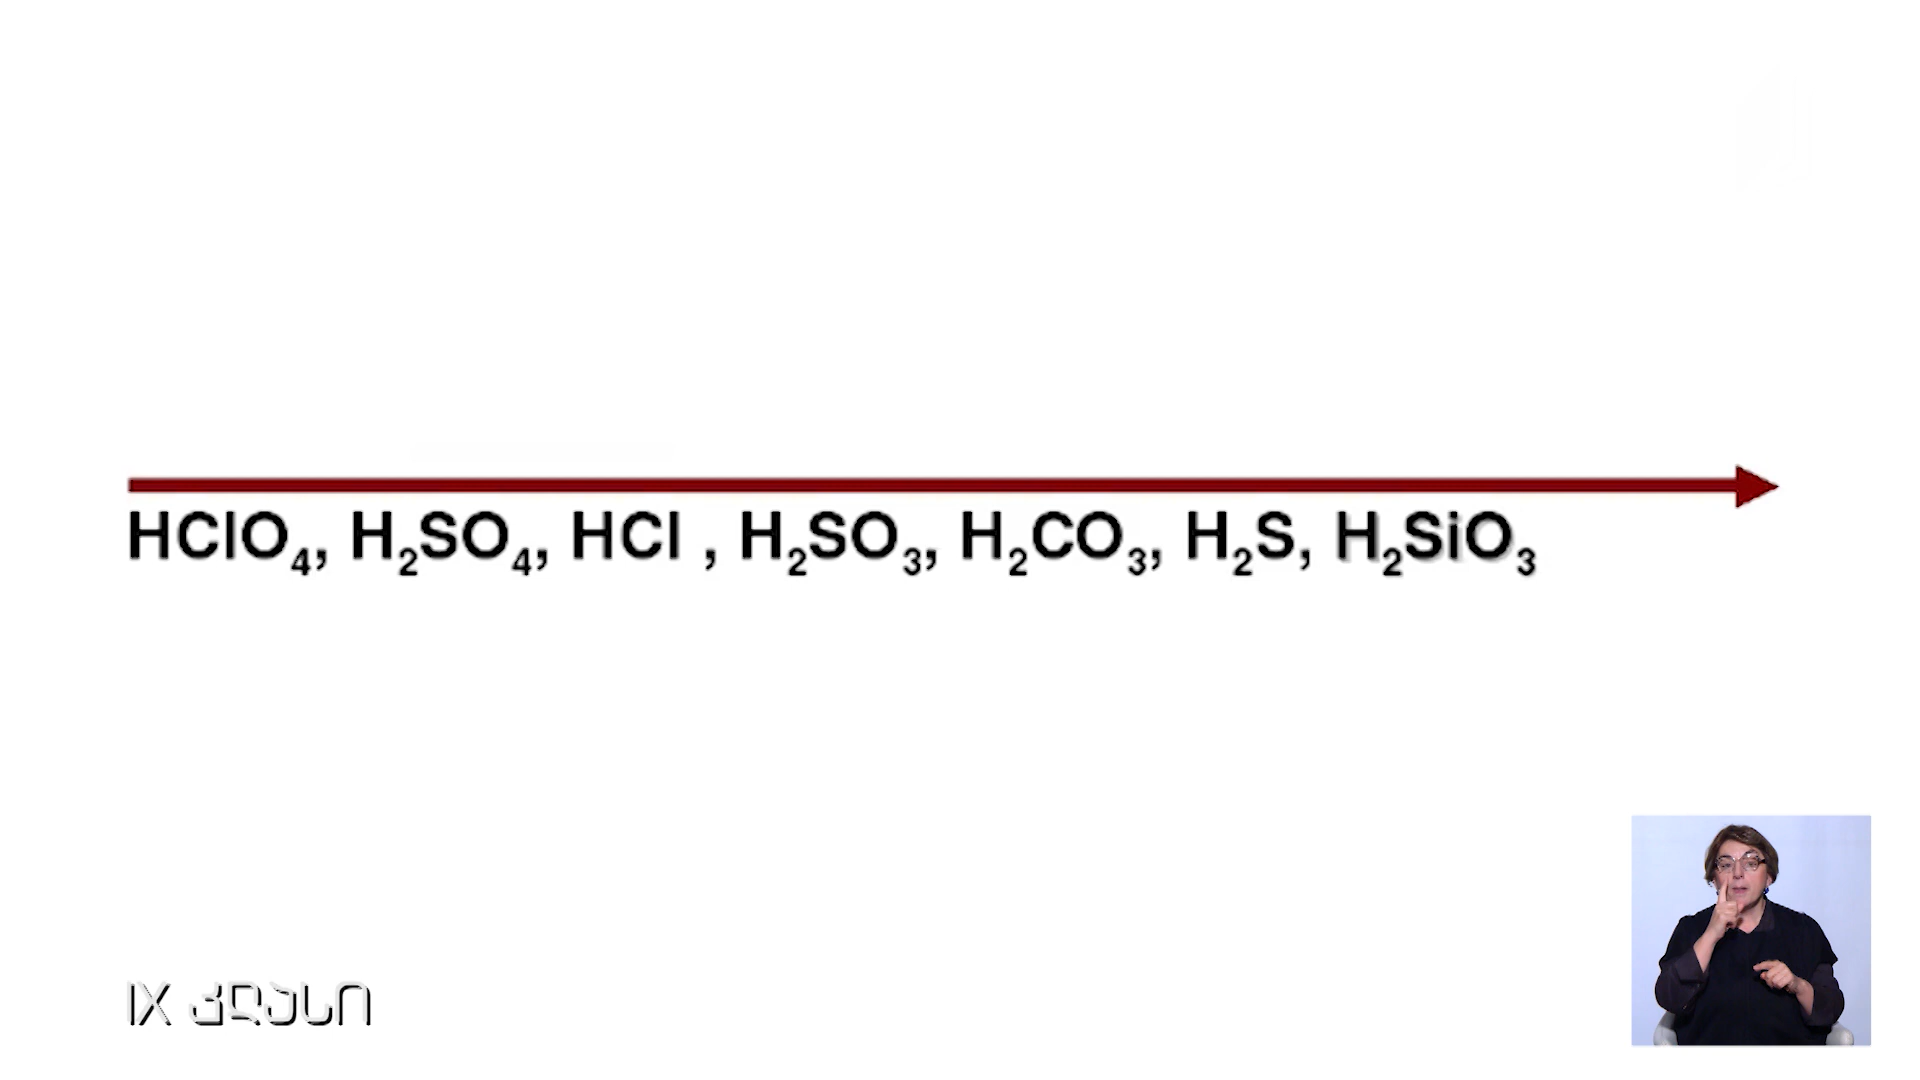 HClO₄, H₂SO₄, HCl , H₂SO₃, H₂CO₃, H₂S, H₂SiO₃
IX კლასი